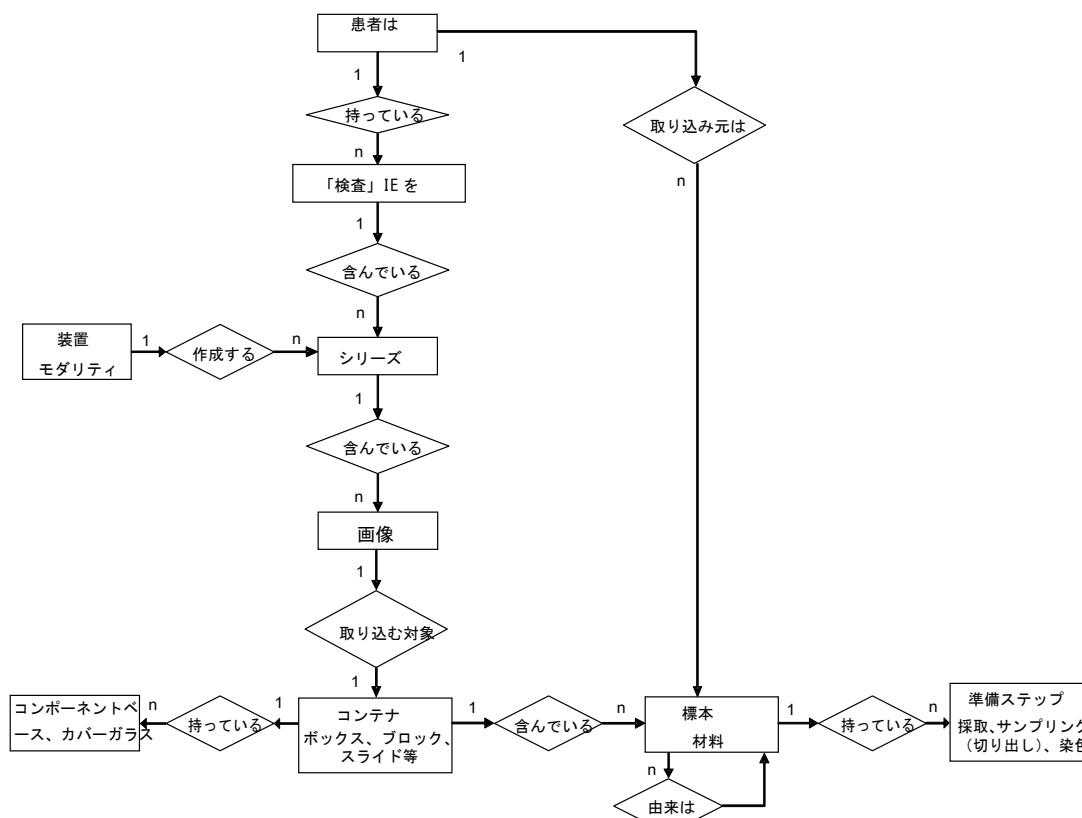 患者は
1
1
持っている
取り込み元は
n
n
「検査」IE を
1
含んでいる
n
装置
モダリティ
1
作成する
n
シリーズ
1
含んでいる
n
画像
1
取り込む対象
1
コンポーネントベ
ース、カバーガラス
n
持っている
1
コンテナ
ボックス、ブロック、
スライド等
1
含んでいる
n
標本
材料
1
持っている
n
準備ステップ
採取、サンプリング
（切り出し）、染色
n
由来は